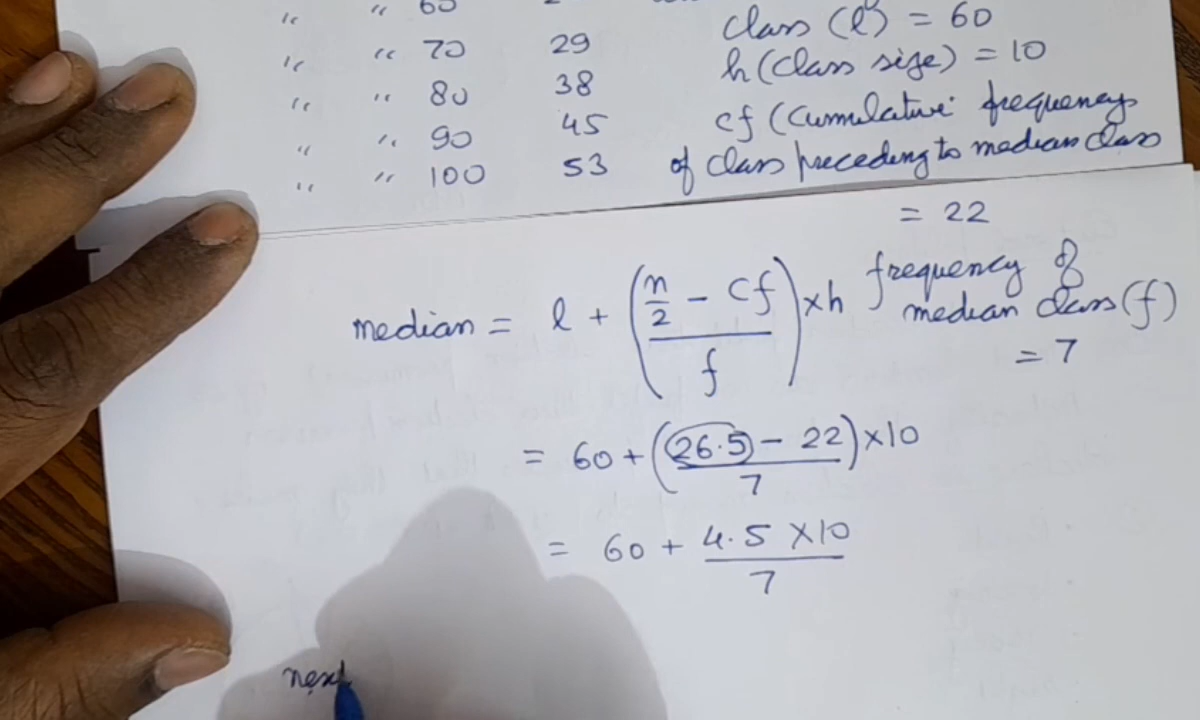 " " 60
class (l) = 60
" " 70 29
h (class size) = 10
" " 80 38
cf (cumulative frequency
" " 90 45
of class preceding to median class
" " 100 53
= 22
median = l + (n/2 - cf / f) × h
frequency of
median class (f)
= 7
= 60 + (26.5 - 22 / 7) × 10
= 60 + 4.5 × 10 / 7
next